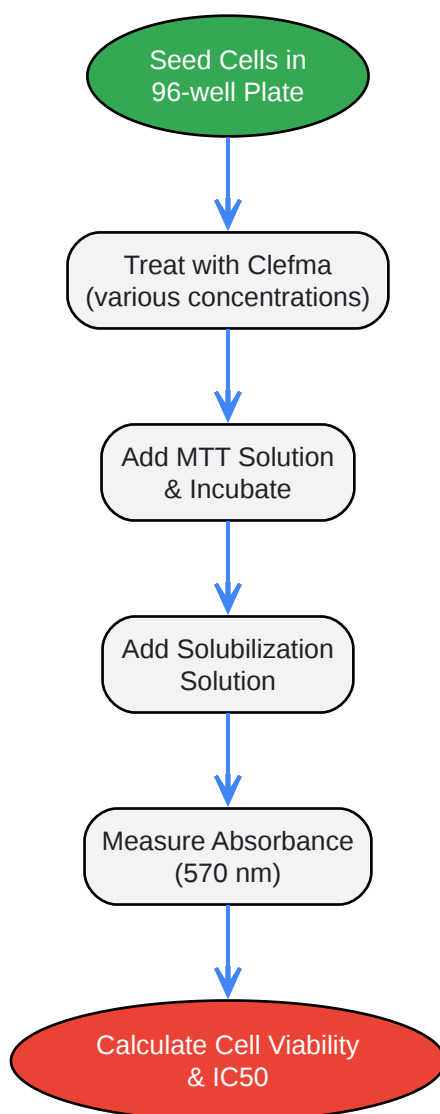 Seed Cells in
96-well Plate
Treat with Clefma
(various concentrations)
Add MTT Solution
& Incubate
Add Solubilization
Solution
Measure Absorbance
(570 nm)
Calculate Cell Viability
& IC50